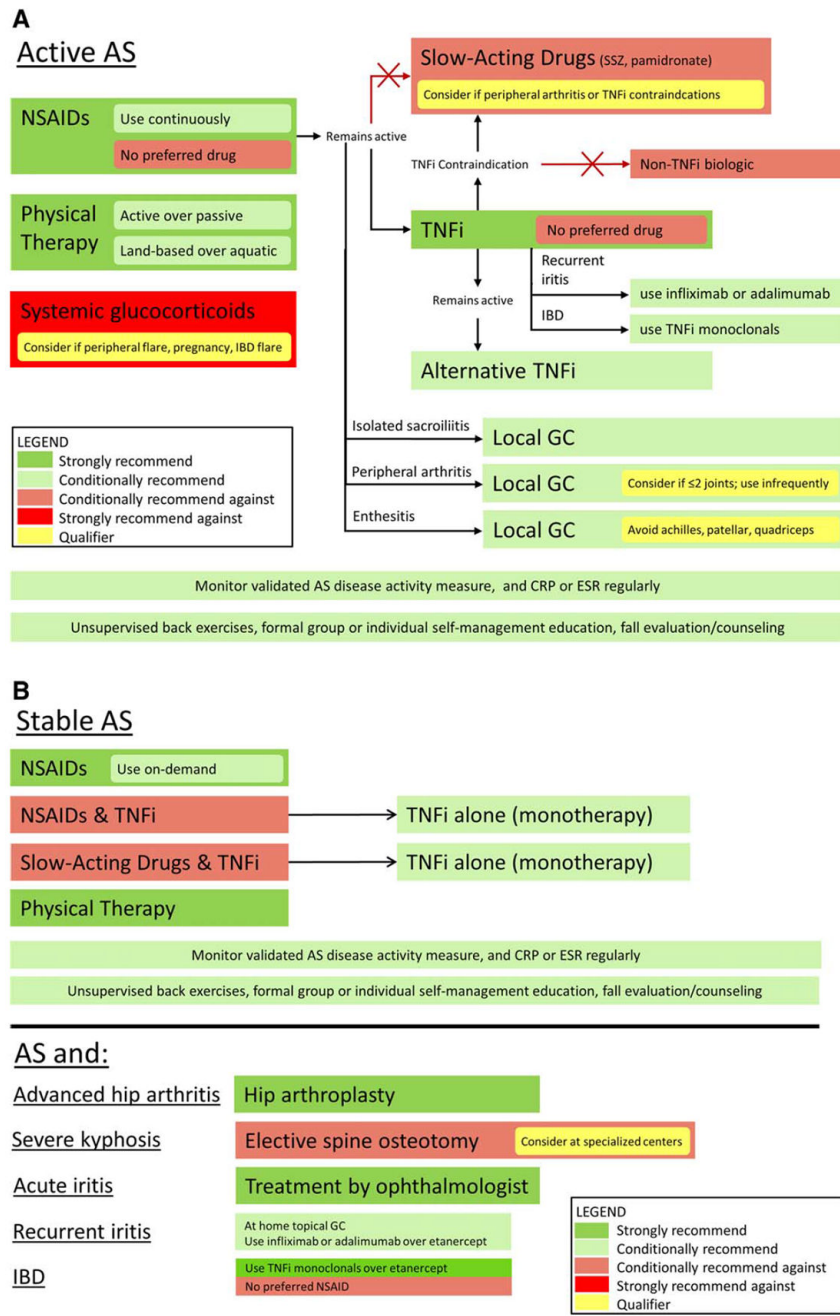 A
Active AS
NSAIDs
Use continuously
No preferred drug
Physical
Therapy
Active over passive
Land-based over aquatic
Systemic glucocorticoids
Consider if peripheral flare, pregnancy, IBD flare
LEGEND
Strongly recommend
Conditionally recommend
Conditionally recommend against
Strongly recommend against
Qualifier
Remains active
Slow-Acting Drugs (SSZ, pamidronate)
Consider if peripheral arthritis or TNFi contraindcations
TNFi Contraindication
Non-TNFi biologic
TNFi
No preferred drug
Recurrent
iritis
use infliximab or adalimumab
IBD
use TNFi monoclonals
Remains active
Alternative TNFi
Isolated sacroiliitis
Local GC
Peripheral arthritis
Local GC
Consider if ≤2 joints; use infrequently
Enthesitis
Local GC
Avoid achilles, patellar, quadriceps
Monitor validated AS disease activity measure, and CRP or ESR regularly
Unsupervised back exercises, formal group or individual self-management education, fall evaluation/counseling
B
Stable AS
NSAIDs
Use on-demand
NSAIDs & TNFi
TNFi alone (monotherapy)
Slow-Acting Drugs & TNFi
TNFi alone (monotherapy)
Physical Therapy
Monitor validated AS disease activity measure, and CRP or ESR regularly
Unsupervised back exercises, formal group or individual self-management education, fall evaluation/counseling
AS and:
Advanced hip arthritis
Hip arthroplasty
Severe kyphosis
Elective spine osteotomy
Consider at specialized centers
Acute iritis
Treatment by ophthalmologist
Recurrent iritis
At home topical GC
Use infliximab or adalimumab over etanercept
IBD
Use TNFi monoclonals over etanercept
No preferred NSAID
LEGEND
Strongly recommend
Conditionally recommend
Conditionally recommend against
Strongly recommend against
Qualifier